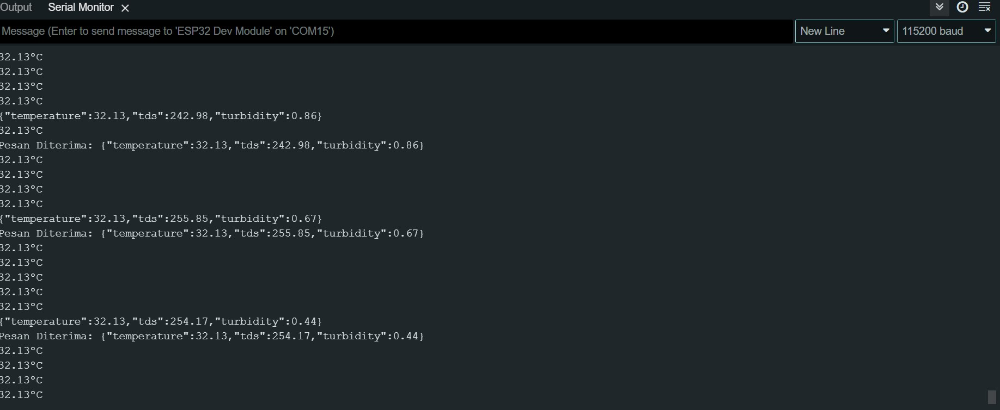 Output Serial Monitor
Message (Enter to send message to 'ESP32 Dev Module' on 'COM15')
New Line
115200 baud
32.13°C
32.13°C
32.13°C
32.13°C
{"temperature":32.13,"tds":242.98,"turbidity":0.86}
32.13°C
Pesan Diterima: {"temperature":32.13,"tds":242.98,"turbidity":0.86}
32.13°C
32.13°C
32.13°C
32.13°C
{"temperature":32.13,"tds":255.85,"turbidity":0.67}
Pesan Diterima: {"temperature":32.13,"tds":255.85,"turbidity":0.67}
32.13°C
32.13°C
32.13°C
32.13°C
32.13°C
{"temperature":32.13,"tds":254.17,"turbidity":0.44}
Pesan Diterima: {"temperature":32.13,"tds":254.17,"turbidity":0.44}
32.13°C
32.13°C
32.13°C
32.13°C